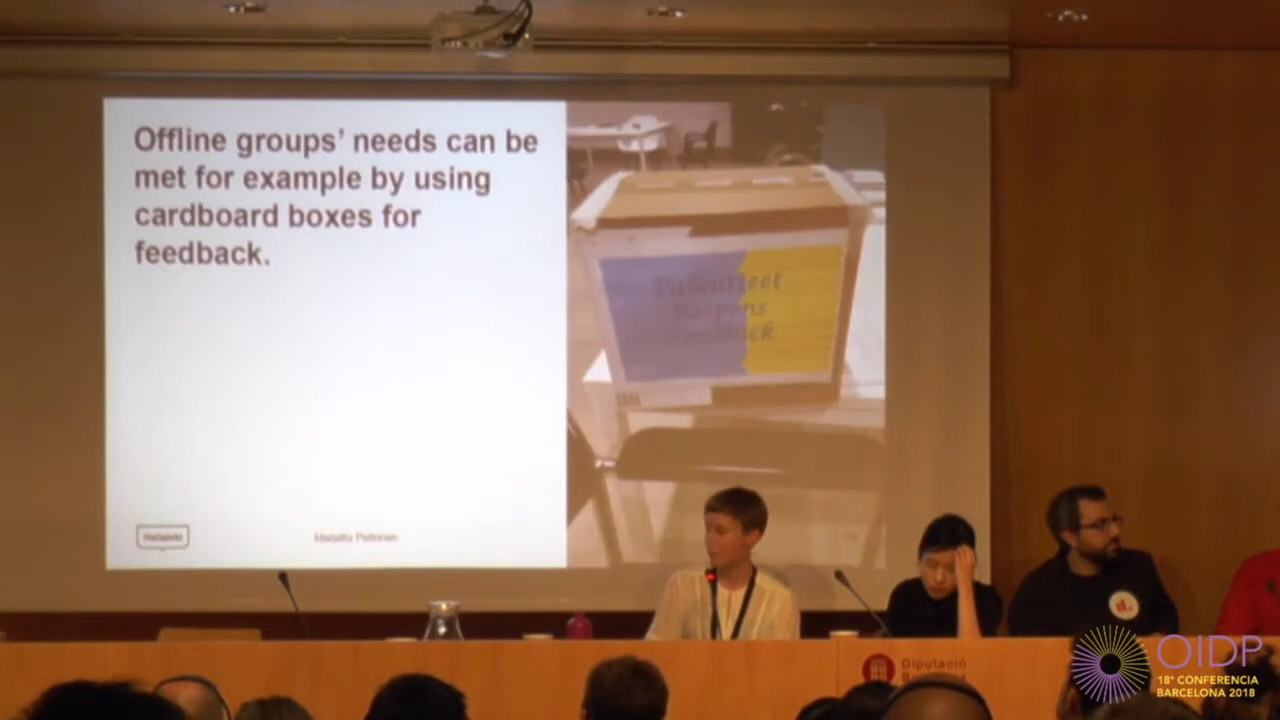 Offline groups’ needs can be
met for example by using
cardboard boxes for
feedback.
Helsinki
Diputació
OIDP
18ª CONFERENCIA
BARCELONA 2018